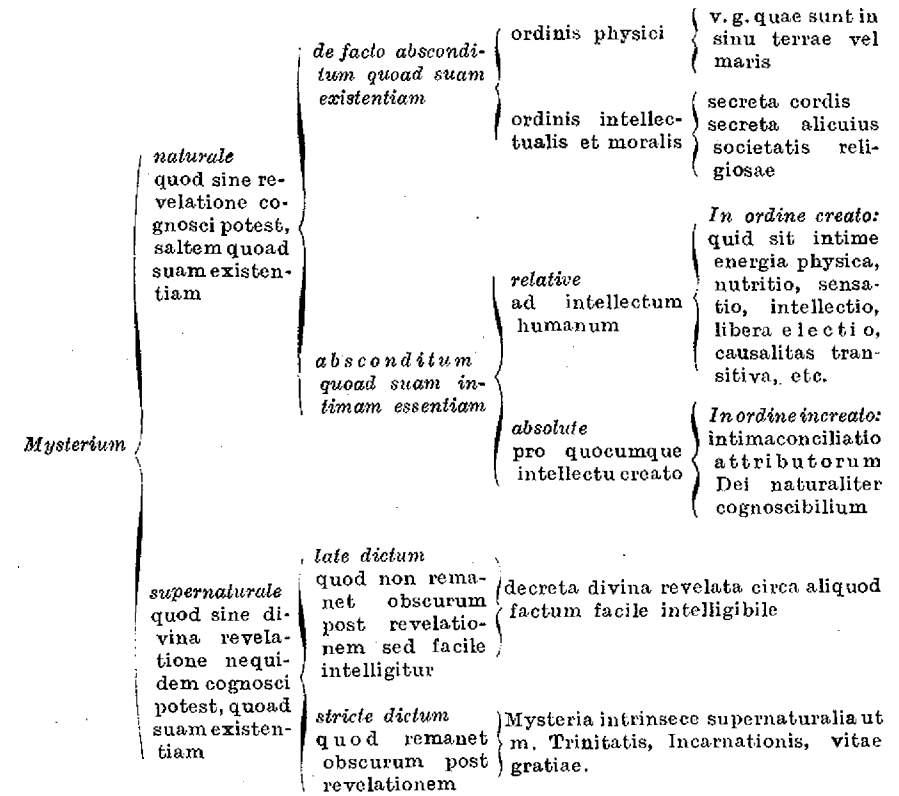 Mysterium
naturale
quod sine re-
velatione co-
gnosci potest,
saltem quoad
suam existen-
tiam
de facto abscondi-
tum quoad suam
existentiam
ordinis physici
v. g. quae sunt in
sinu terrae vel
maris
ordinis intellec-
tualis et moralis
secreta cordis
secreta alicuius
societatis reli-
giosae
absconditum
quoad suam in-
timam essentiam
relative
ad intellectum
humanum
In ordine creato:
quid sit intime
energia physica,
nutritio, sensa-
tio, intellectio,
libera electio,
causalitas tran-
sitiva, etc.
absolute
pro quocumque
intellectu creato
In ordine increato:
intima conciliatio
attributorum
Dei naturaliter
cognoscibilium
supernaturale
quod sine di-
vina revela-
tione nequi-
dem cognosci
potest, quoad
suam existen-
tiam
late dictum
quod non rema-
net obscurum
post revelatio-
nem sed facile
intelligitur
decreta divina revelata circa aliquod
factum facile intelligibile
stricte dictum
quod remanet
obscurum post
revelationem
Mysteria intrinsece supernaturalia ut
m. Trinitatis, Incarnationis, vitae
gratiae.